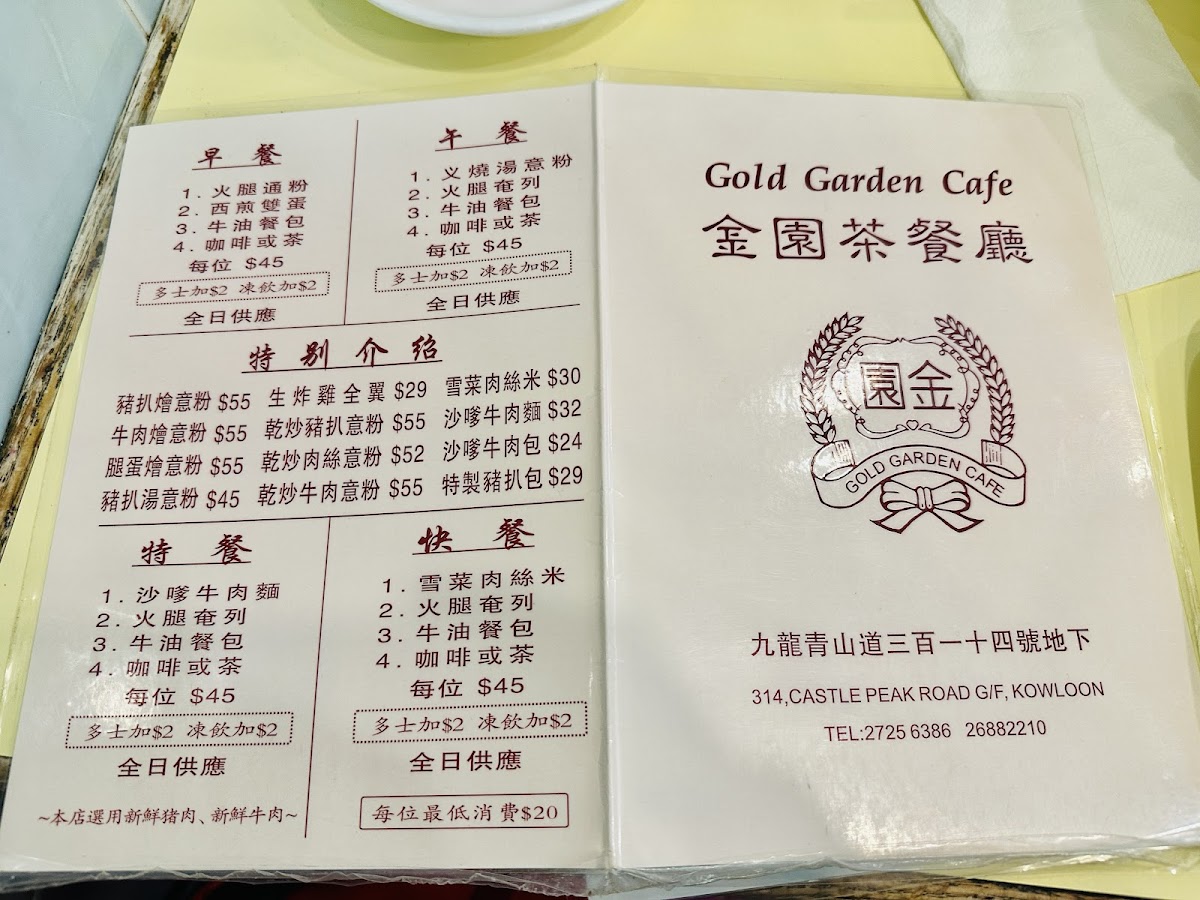 早餐
1. 火腿通粉
2. 西煎雙蛋
3. 牛油餐包
4. 咖啡或茶
每位 $45
多士加$2 凍飲加$2
全日供應
午餐
1. 义燒湯意粉
2. 火腿奄列
3. 牛油餐包
4. 咖啡或茶
每位 $45
多士加$2 凍飲加$2
全日供應
特别介绍
豬扒燴意粉 $55 生炸雞全翼 $29 雪菜肉絲米 $30
牛肉燴意粉 $55 乾炒豬扒意粉 $55 沙嗲牛肉麵 $32
腿蛋燴意粉 $55 乾炒肉絲意粉 $52 沙嗲牛肉包 $24
豬扒湯意粉 $45 乾炒牛肉意粉 $55 特製豬扒包 $29
特餐
1. 沙嗲牛肉麵
2. 火腿奄列
3. 牛油餐包
4. 咖啡或茶
每位 $45
多士加$2 凍飲加$2
全日供應
~本店選用新鮮猪肉、新鮮牛肉~
快餐
1. 雪菜肉絲米
2. 火腿奄列
3. 牛油餐包
4. 咖啡或茶
每位 $45
多士加$2 凍飲加$2
全日供應
每位最低消費$20
Gold Garden Cafe
金園茶餐廳
園金
GOLD GARDEN CAFE
九龍青山道三百一十四號地下
314,CASTLE PEAK ROAD G/F, KOWLOON
TEL:2725 6386 26882210